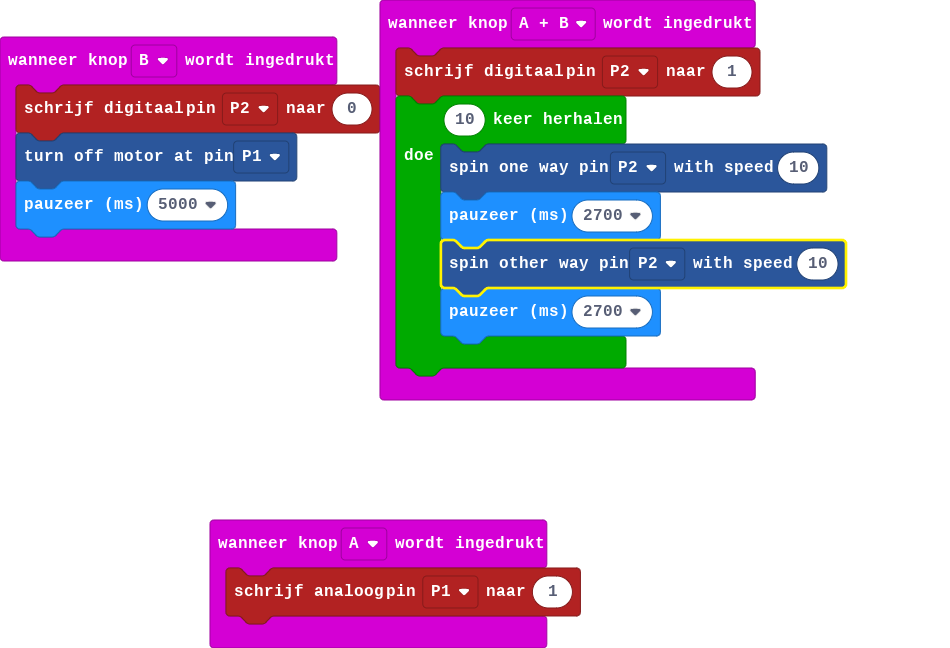 wanneer knop B wordt ingedrukt
schrijf digitaalpin P2 naar 0
turn off motor at pin P1
pauzeer (ms) 5000
wanneer knop A + B wordt ingedrukt
schrijf digitaalpin P2 naar 1
10 keer herhalen
doe
spin one way pin P2 with speed 10
pauzeer (ms) 2700
spin other way pin P2 with speed 10
pauzeer (ms) 2700
wanneer knop A wordt ingedrukt
schrijf analoogpin P1 naar 1